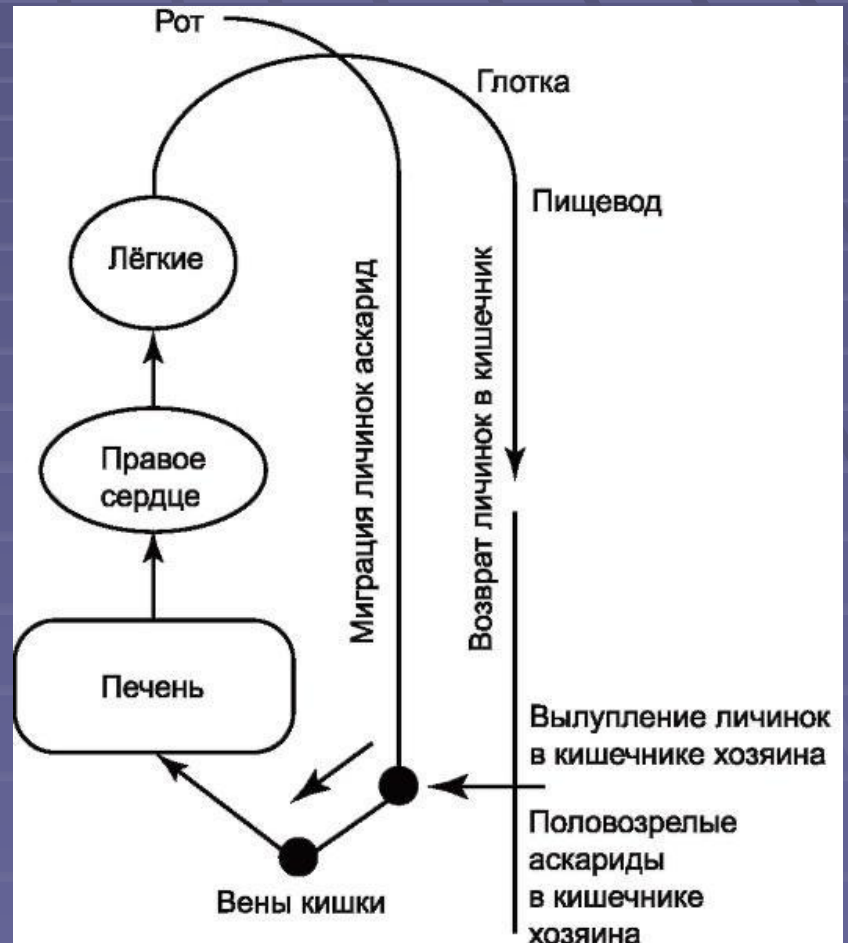 Рот
Глотка
Пищевод
Лёгкие
Миграция личинок аскарид
Возврат личинок в кишечник
Правое
сердце
Печень
Вылупление личинок
в кишечнике хозяина
Половозрелые
аскариды
в кишечнике
хозяина
Вены кишки